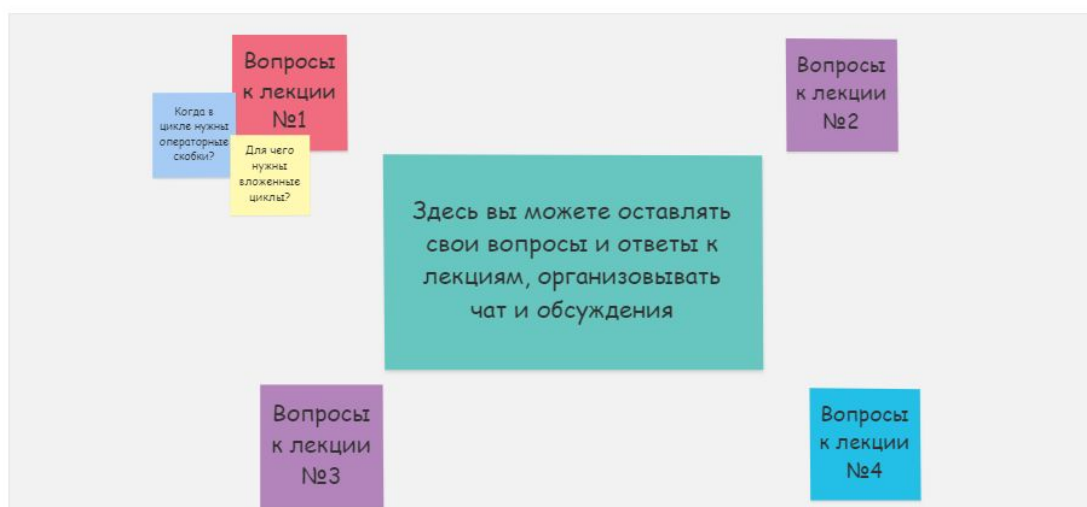 Вопросы
к лекции
№1
Когда в
цикле нужны
операторные
скобки?
Для чего
нужны
вложенные
циклы?
Вопросы
к лекции
№2
Здесь вы можете оставлять
свои вопросы и ответы к
лекциям, организовывать
чат и обсуждения
Вопросы
к лекции
№3
Вопросы
к лекции
№4